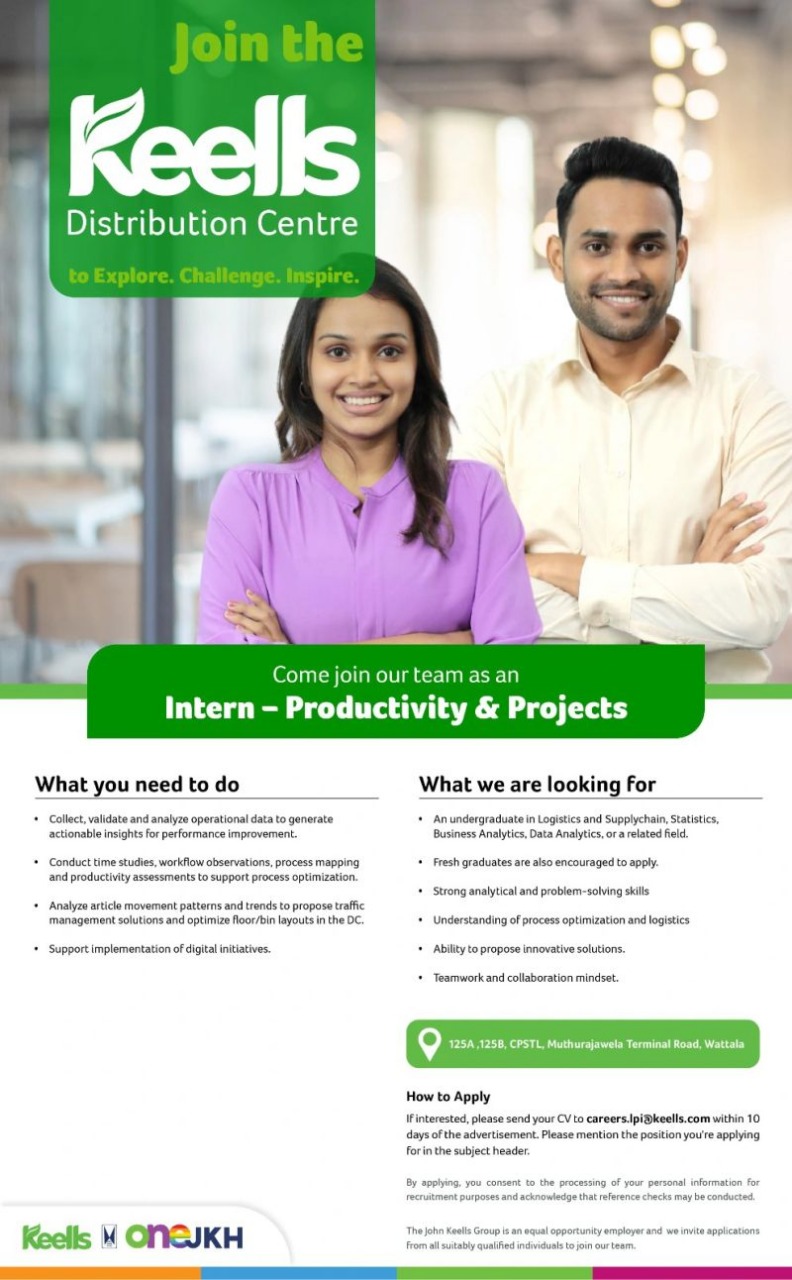 Join the
Keells
Distribution Centre
to Explore. Challenge. Inspire.
Come join our team as an
Intern – Productivity & Projects
What you need to do
• Collect, validate and analyze operational data to generate
actionable insights for performance improvement.
• Conduct time studies, workflow observations, process mapping
and productivity assessments to support process optimization.
• Analyze article movement patterns and trends to propose traffic
management solutions and optimize floor/bin layouts in the DC.
• Support implementation of digital initiatives.
What we are looking for
• An undergraduate in Logistics and Supplychain, Statistics,
Business Analytics, Data Analytics, or a related field.
• Fresh graduates are also encouraged to apply.
• Strong analytical and problem-solving skills
• Understanding of process optimization and logistics
• Ability to propose innovative solutions.
• Teamwork and collaboration mindset.
125A ,125B, CPSTL, Muthurajawela Terminal Road, Wattala
How to Apply
If interested, please send your CV to careers.lpi@keells.com within 10
days of the advertisement. Please mention the position you're applying
for in the subject header.
By applying, you consent to the processing of your personal information for
recruitment purposes and acknowledge that reference checks may be conducted.
The John Keells Group is an equal opportunity employer and we invite applications
from all suitably qualified individuals to join our team.
Keells oneJKH